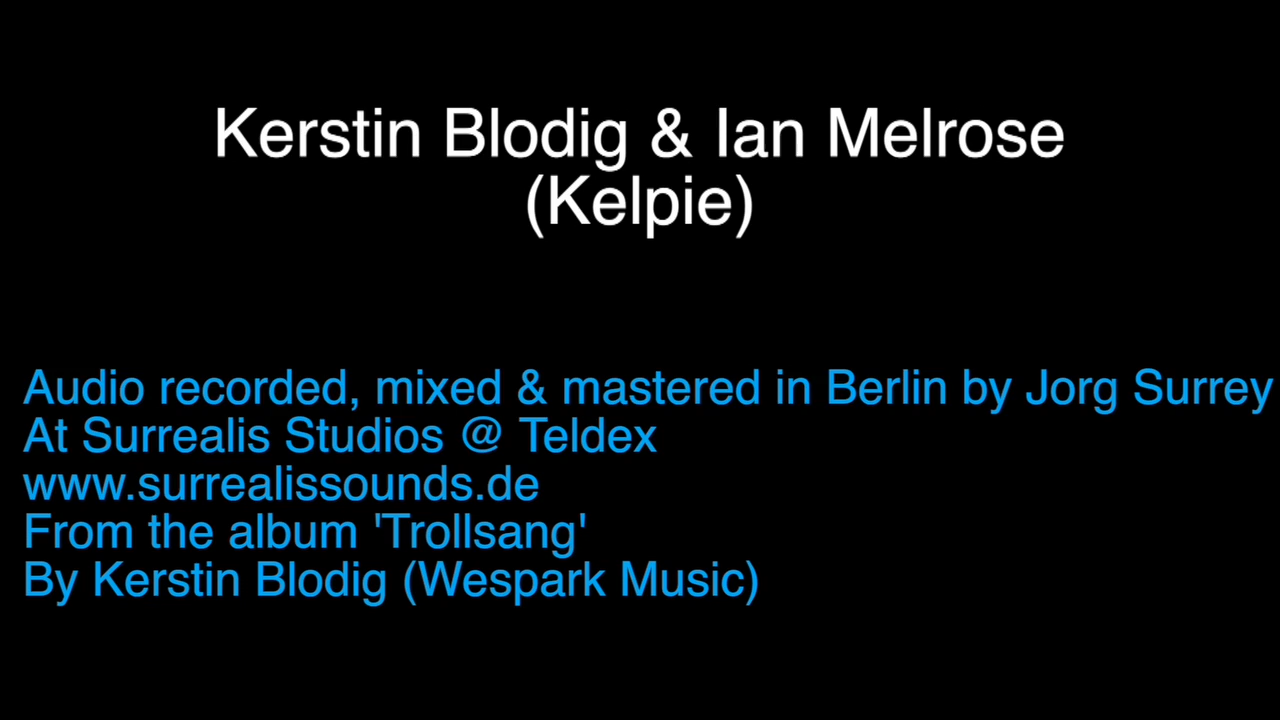 Kerstin Blodig & Ian Melrose
(Kelpie)
Audio recorded, mixed & mastered in Berlin by Jorg Surrey
At Surrealis Studios @ Teldex
www.surrealissounds.de
From the album 'Trollsang'
By Kerstin Blodig (Wespark Music)